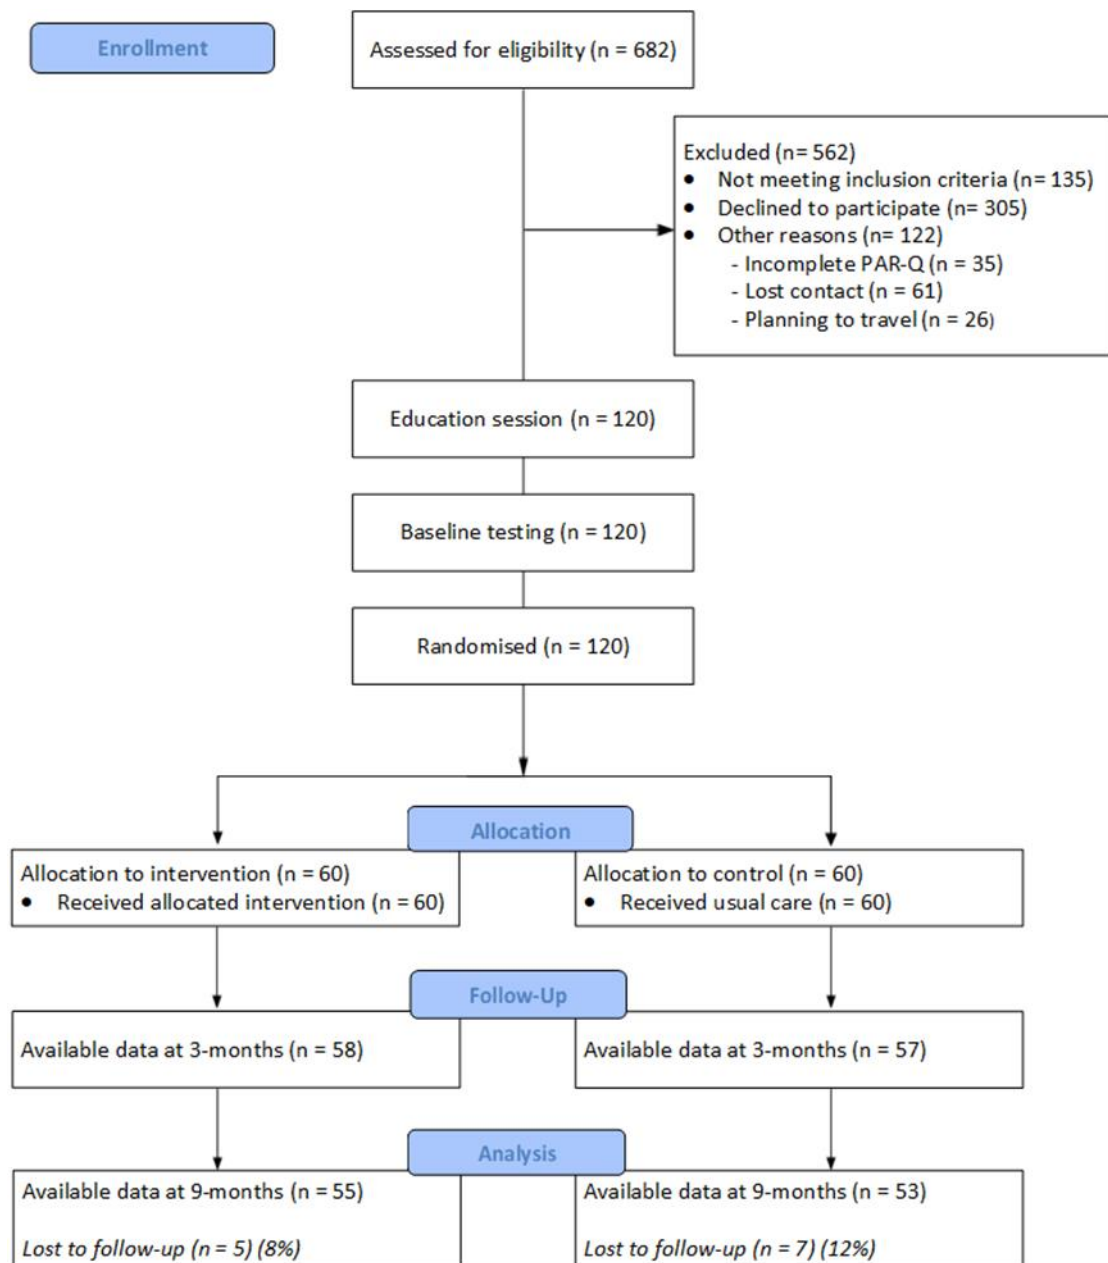 Enrollment
Assessed for eligibility (n = 682)
Excluded (n= 562)
• Not meeting inclusion criteria (n= 135)
• Declined to participate (n= 305)
• Other reasons (n= 122)
- Incomplete PAR-Q (n = 35)
- Lost contact (n = 61)
- Planning to travel (n = 26)
Education session (n = 120)
Baseline testing (n = 120)
Randomised (n = 120)
Allocation
Allocation to intervention (n = 60)
• Received allocated intervention (n = 60)
Allocation to control (n = 60)
• Received usual care (n = 60)
Follow-Up
Available data at 3-months (n = 58)
Available data at 3-months (n = 57)
Analysis
Available data at 9-months (n = 55)
Lost to follow-up (n = 5) (8%)
Available data at 9-months (n = 53)
Lost to follow-up (n = 7) (12%)